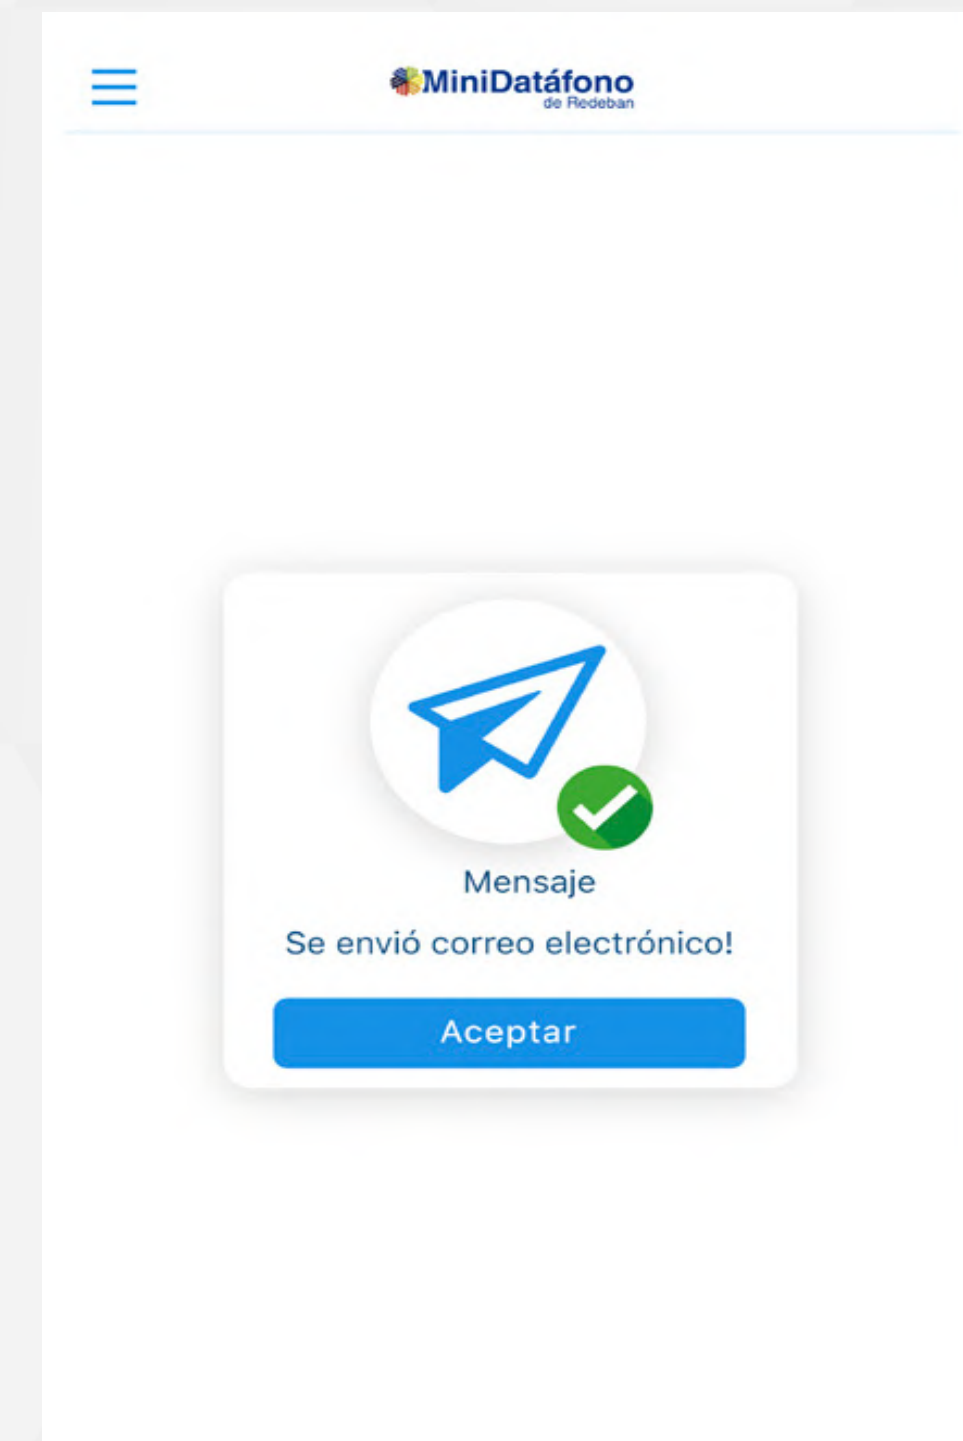 MiniDatáfono
de Redeban
Mensaje
Se envió correo electrónico!
Aceptar